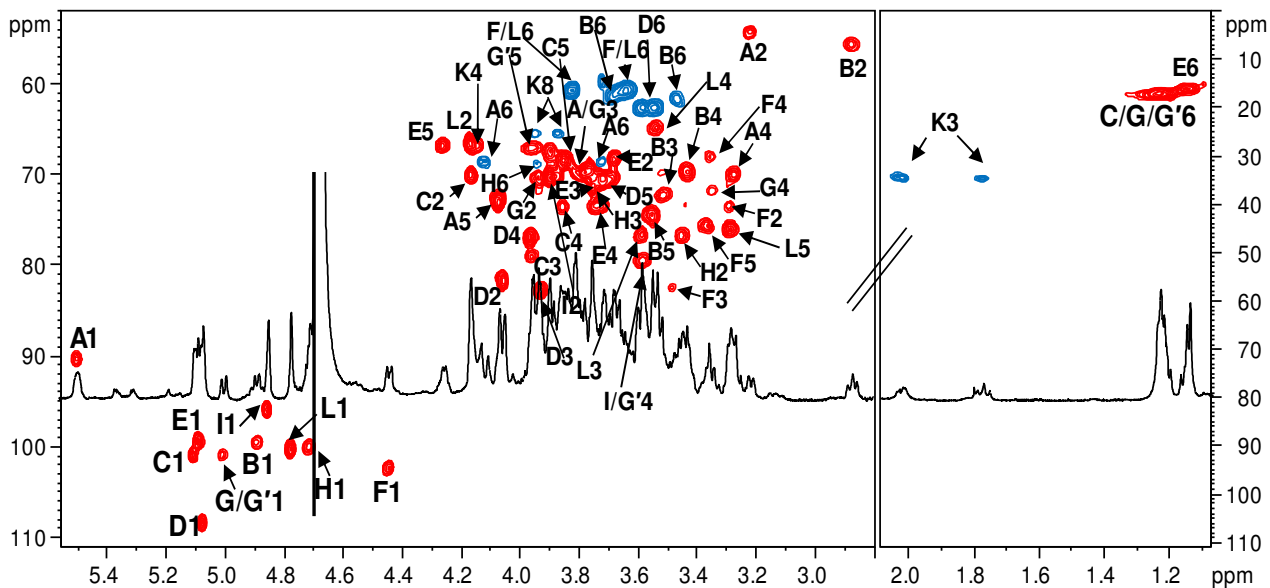 ppm
ppm
60
70
80
90
100
110
10
20
30
40
50
60
70
80
90
100
110
5.4
5.2
5.0
4.8
4.6
4.4
4.2
4.0
3.8
3.6
3.4
3.2
3.0
ppm
2.0
1.8
1.6
1.4
1.2
ppm
F/L6
C5
B6
D6
F/L6
B6
A2
B2
E6
C/G/G′6
G′5
K4
K8
L4
F4
K3
E5
L2
A6
A/G3
A6
B4
A4
E2
B3
C2
H6
E3
D5
G4
A5
G2
H3
F2
D4
C4
E4
B5
H2
F5
L5
D2
C3
I2
F3
D3
L3
I/G′4
A1
E1
I1
L1
C1
B1
H1
F1
G/G′1
D1